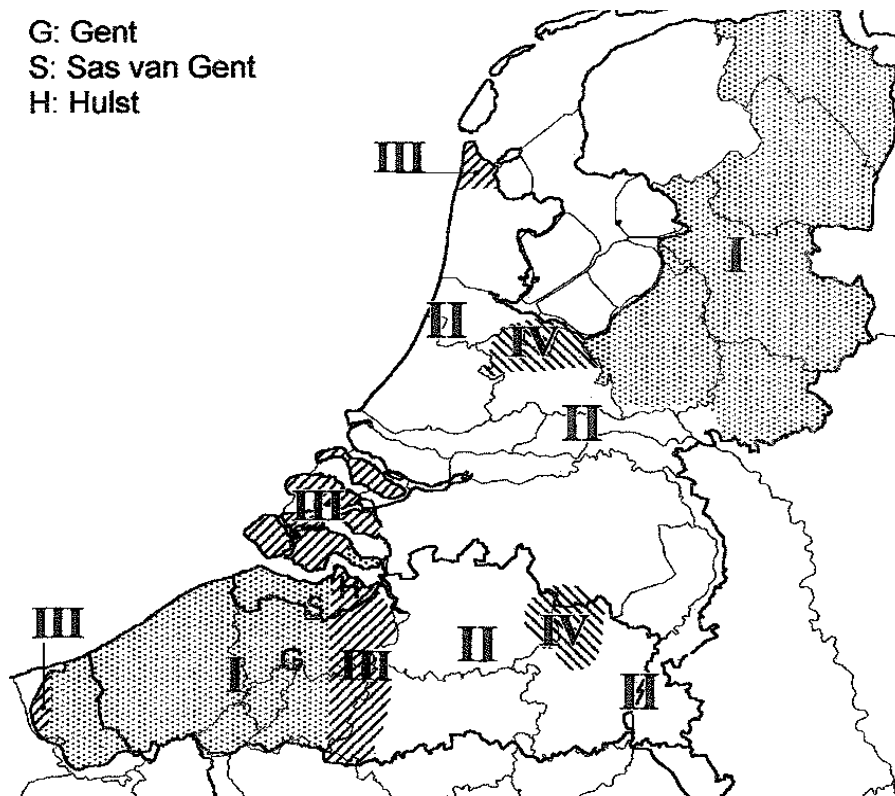 G: Gent
S: Sas van Gent
H: Hulst
III
I
II
IV
II
III
H
S
III
IV
II
G
I
III
II